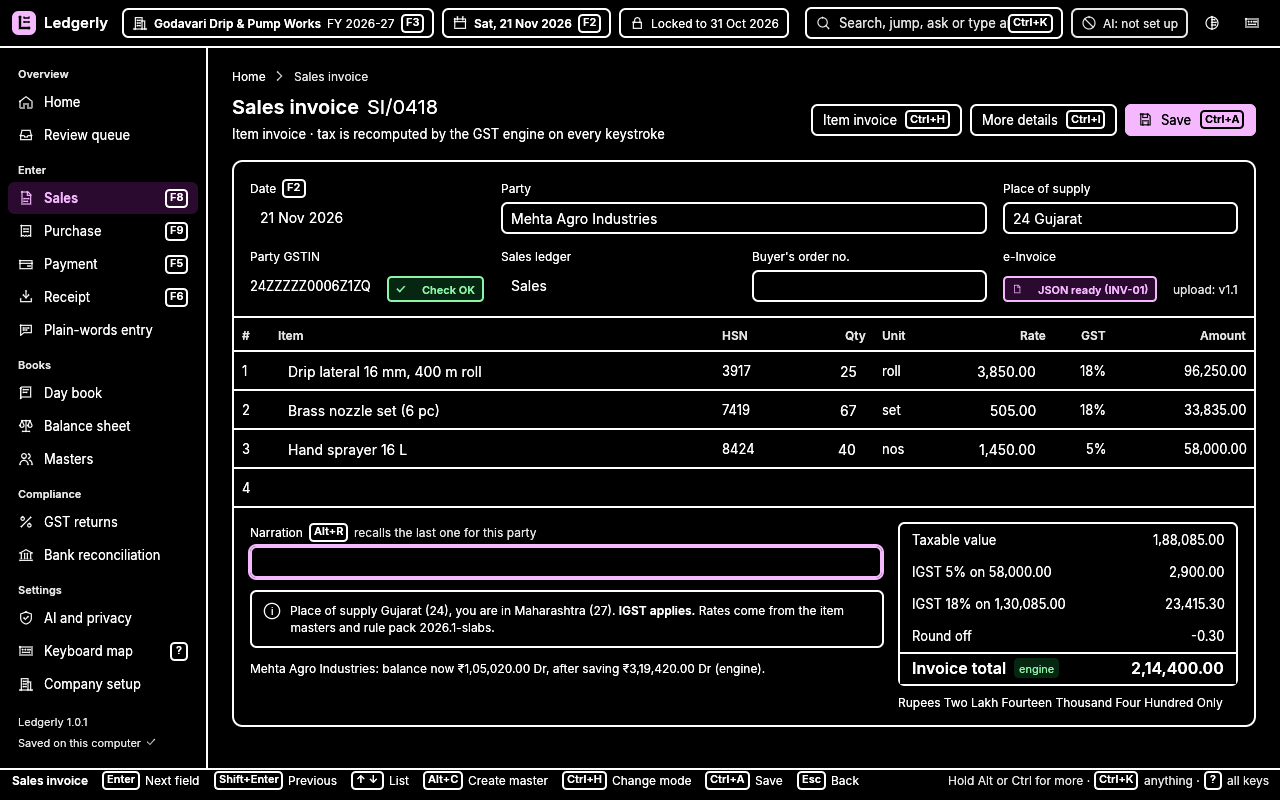 Ledgerly
Godavari Drip & Pump Works FY 2026-27 F3
Sat, 21 Nov 2026 F2
Locked to 31 Oct 2026
Search, jump, ask or type a Ctrl+K
AI: not set up
Overview
Home
Review queue
Enter
Sales F8
Purchase F9
Payment F5
Receipt F6
Plain-words entry
Books
Day book
Balance sheet
Masters
Compliance
GST returns
Bank reconciliation
Settings
AI and privacy
Keyboard map ?
Company setup
Ledgerly 1.0.1
Saved on this computer
Home > Sales invoice
Sales invoice SI/0418
Item invoice · tax is recomputed by the GST engine on every keystroke
Item invoice Ctrl+H
More details Ctrl+I
Save Ctrl+A
Date F2
21 Nov 2026
Party
Mehta Agro Industries
Place of supply
24 Gujarat
Party GSTIN
24ZZZZZ0006Z1ZQ Check OK
Sales ledger
Sales
Buyer's order no.
e-Invoice
JSON ready (INV-01) upload: v1.1
# Item HSN Qty Unit Rate GST Amount
1 Drip lateral 16 mm, 400 m roll 3917 25 roll 3,850.00 18% 96,250.00
2 Brass nozzle set (6 pc) 7419 67 set 505.00 18% 33,835.00
3 Hand sprayer 16 L 8424 40 nos 1,450.00 5% 58,000.00
4
Narration Alt+R recalls the last one for this party
Place of supply Gujarat (24), you are in Maharashtra (27). IGST applies. Rates come from the item
masters and rule pack 2026.1-slabs.
Mehta Agro Industries: balance now ₹1,05,020.00 Dr, after saving ₹3,19,420.00 Dr (engine).
Taxable value 1,88,085.00
IGST 5% on 58,000.00 2,900.00
IGST 18% on 1,30,085.00 23,415.30
Round off -0.30
Invoice total engine 2,14,400.00
Rupees Two Lakh Fourteen Thousand Four Hundred Only
Sales invoice Enter Next field Shift+Enter Previous ↑ ↓ List Alt+C Create master Ctrl+H Change mode Ctrl+A Save Esc Back Hold Alt or Ctrl for more · Ctrl+K anything · ? all keys